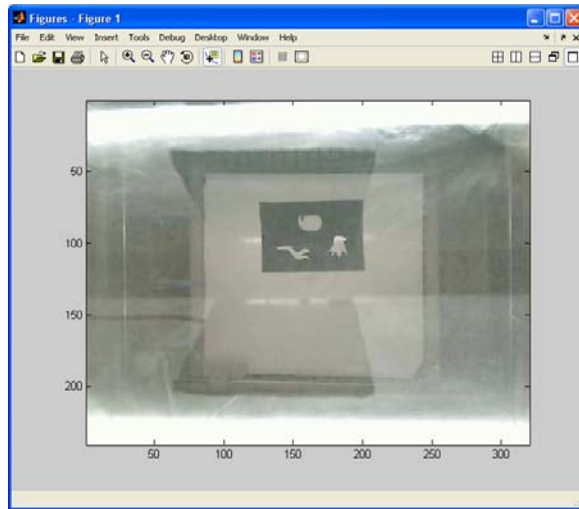 Figures - Figure 1
File Edit View Insert Tools Debug Desktop Window Help
50
100
150
200
50 100 150 200 250 300